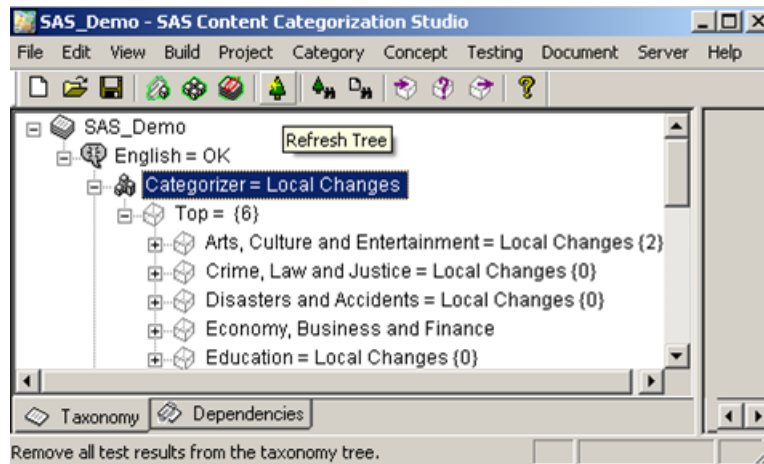 SAS_Demo - SAS Content Categorization Studio
File Edit View Build Project Category Concept Testing Document Server Help
Refresh Tree
SAS_Demo
English = OK
Categorizer = Local Changes
Top = {6}
Arts, Culture and Entertainment = Local Changes {2}
Crime, Law and Justice = Local Changes {0}
Disasters and Accidents = Local Changes {0}
Economy, Business and Finance
Education = Local Changes {0}
Taxonomy Dependencies
Remove all test results from the taxonomy tree.